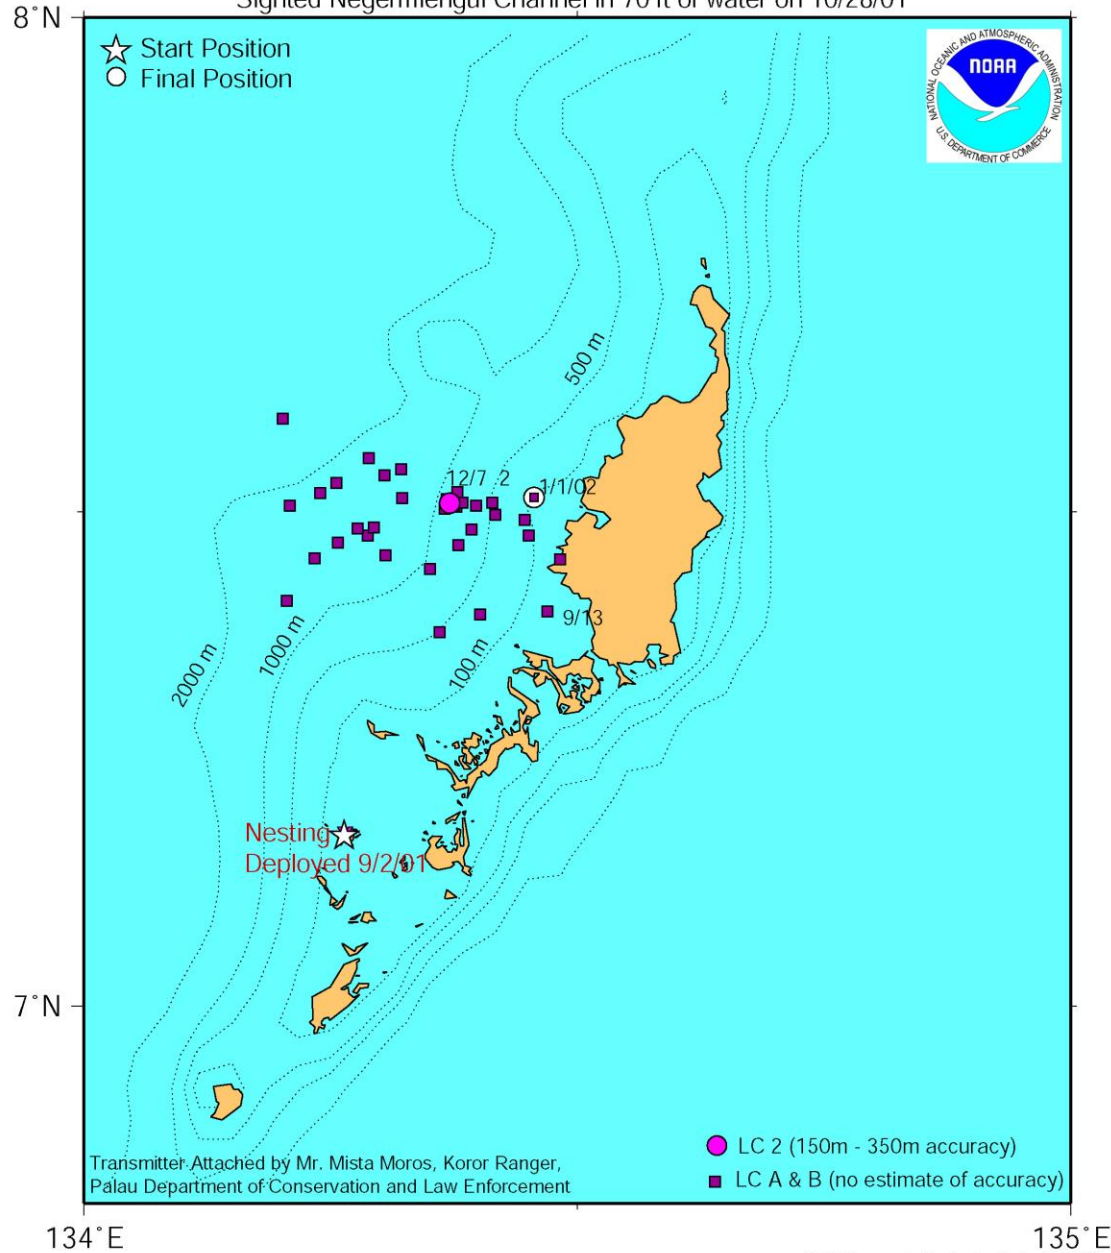 Sighted Negermlengui Channel in 70 ft of water on 10/28/01
8°N
Start Position
Final Position
NATIONAL OCEANIC AND ATMOSPHERIC ADMINISTRATION
NOAA
U.S. DEPARTMENT OF COMMERCE
500 m
12/7 2
1/1/02
9/13
2000 m
1000 m
100 m
Nesting
Deployed 9/2/01
7°N
LC 2 (150m - 350m accuracy)
LC A & B (no estimate of accuracy)
Transmitter Attached by Mr. Mista Moros, Koror Ranger,
Palau Department of Conservation and Law Enforcement
134°E
135°E